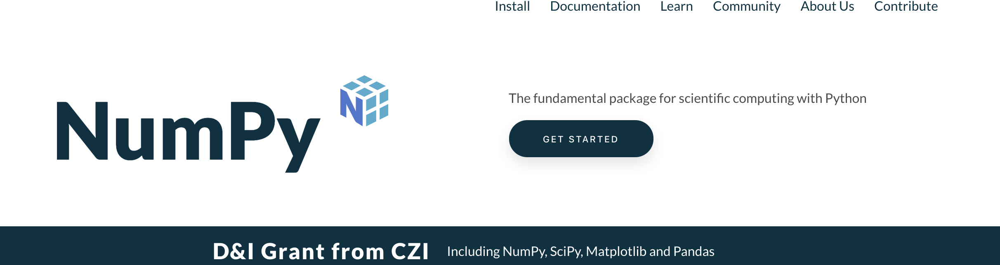 Install Documentation Learn Community About Us Contribute
NumPy
N
The fundamental package for scientific computing with Python
GET STARTED
D&I Grant from CZI Including NumPy, SciPy, Matplotlib and Pandas